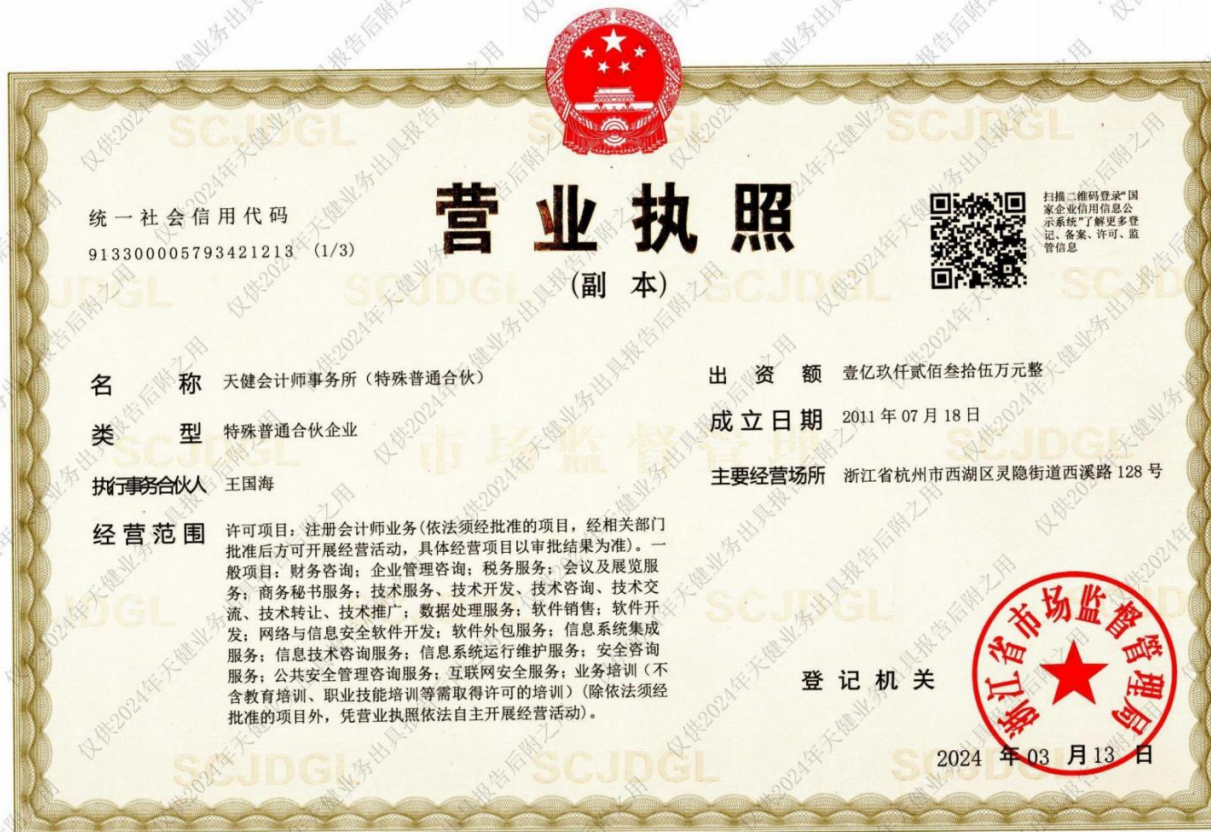 营业执照
(副 本)
统一社会信用代码
913300005793421213 (1/3)
扫描二维码登录“国
家企业信用信息公
示系统”了解更多登
记、备案、许可、监
管信息
名 称 天健会计师事务所（特殊普通合伙）
类 型 特殊普通合伙企业
执行事务合伙人 王国海
经营范围 许可项目：注册会计师业务(依法须经批准的项目，经相关部门
批准后方可开展经营活动，具体经营项目以审批结果为准)。一
般项目：财务咨询；企业管理咨询；税务服务；会议及展览服
务；商务秘书服务；技术服务、技术开发、技术咨询、技术交
流、技术转让、技术推广；数据处理服务；软件销售；软件开
发；网络与信息安全软件开发；软件外包服务；信息系统集成
服务；信息技术咨询服务；信息系统运行维护服务；安全咨询
服务；公共安全管理咨询服务；互联网安全服务；业务培训（不
含教育培训、职业技能培训等需取得许可的培训）(除依法须经
批准的项目外，凭营业执照依法自主开展经营活动)。
出 资 额 壹亿玖仟贰佰叁拾伍万元整
成立日期 2011 年 07 月 18 日
主要经营场所 浙江省杭州市西湖区灵隐街道西溪路 128 号
登记机关
浙江省市场监督管理局
2024 年 03 月 13 日
市场监督管理
SCJDGL
仅供2024年天健业务出具报告后附之用